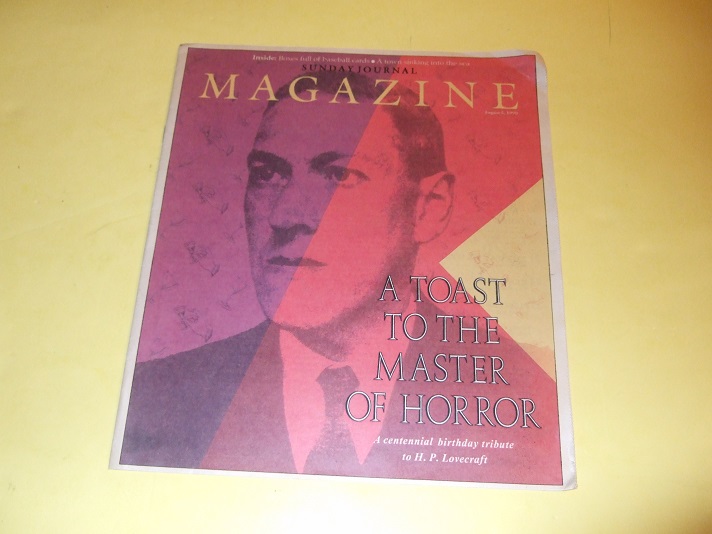 Inside: Boxes full of baseball cards • A town sinking into the sea
SUNDAY JOURNAL
MAGAZINE
A TOAST
TO THE
MASTER
OF HORROR
A centennial birthday tribute
to H. P. Lovecraft